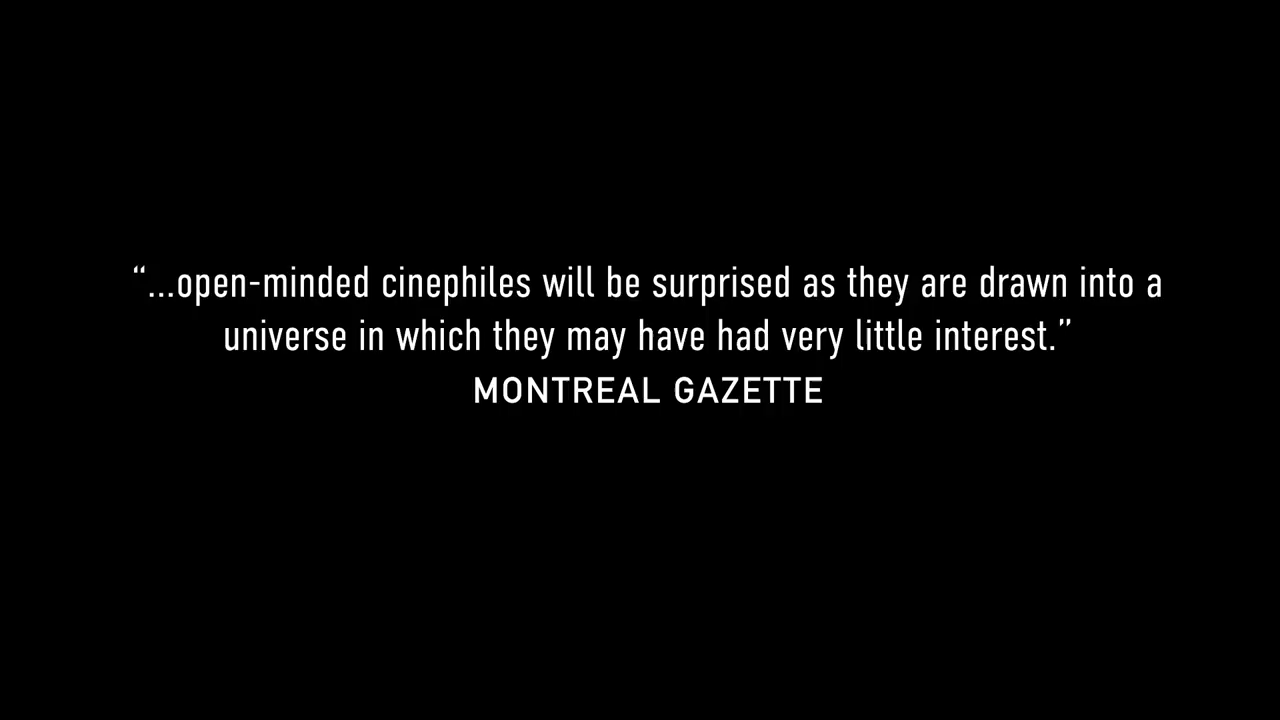 “...open-minded cinephiles will be surprised as they are drawn into a
universe in which they may have had very little interest.”
MONTREAL GAZETTE